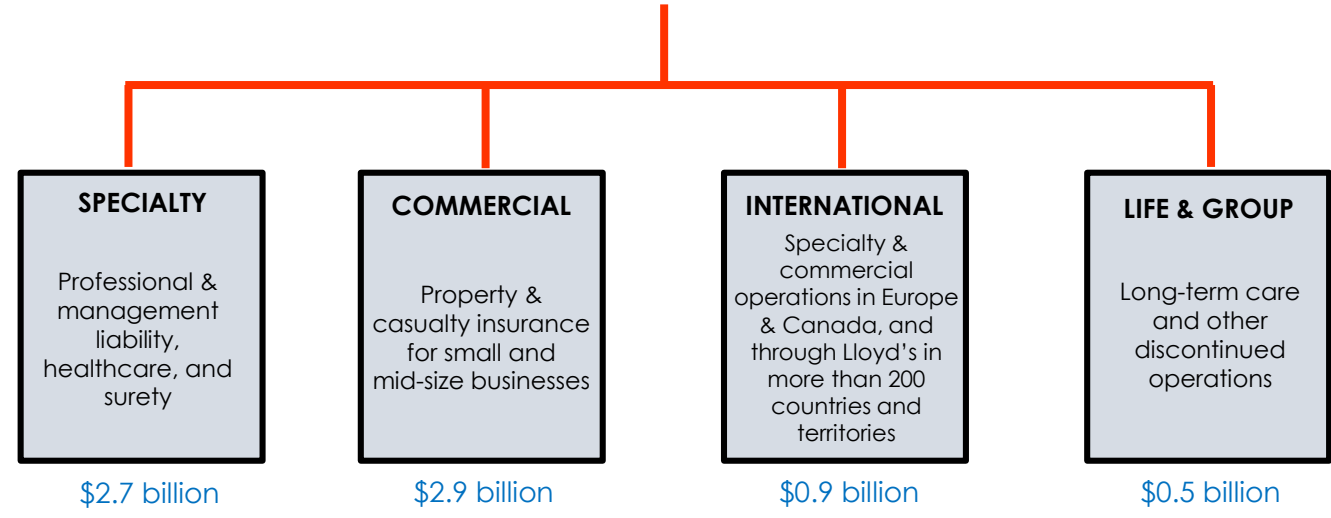 SPECIALTY
Professional &
management
liability,
healthcare, and
surety
$2.7 billion
COMMERCIAL
Property &
casualty insurance
for small and
mid-size businesses
$2.9 billion
INTERNATIONAL
Specialty &
commercial
operations in Europe
& Canada, and
through Lloyd’s in
more than 200
countries and
territories
$0.9 billion
LIFE & GROUP
Long-term care
and other
discontinued
operations
$0.5 billion